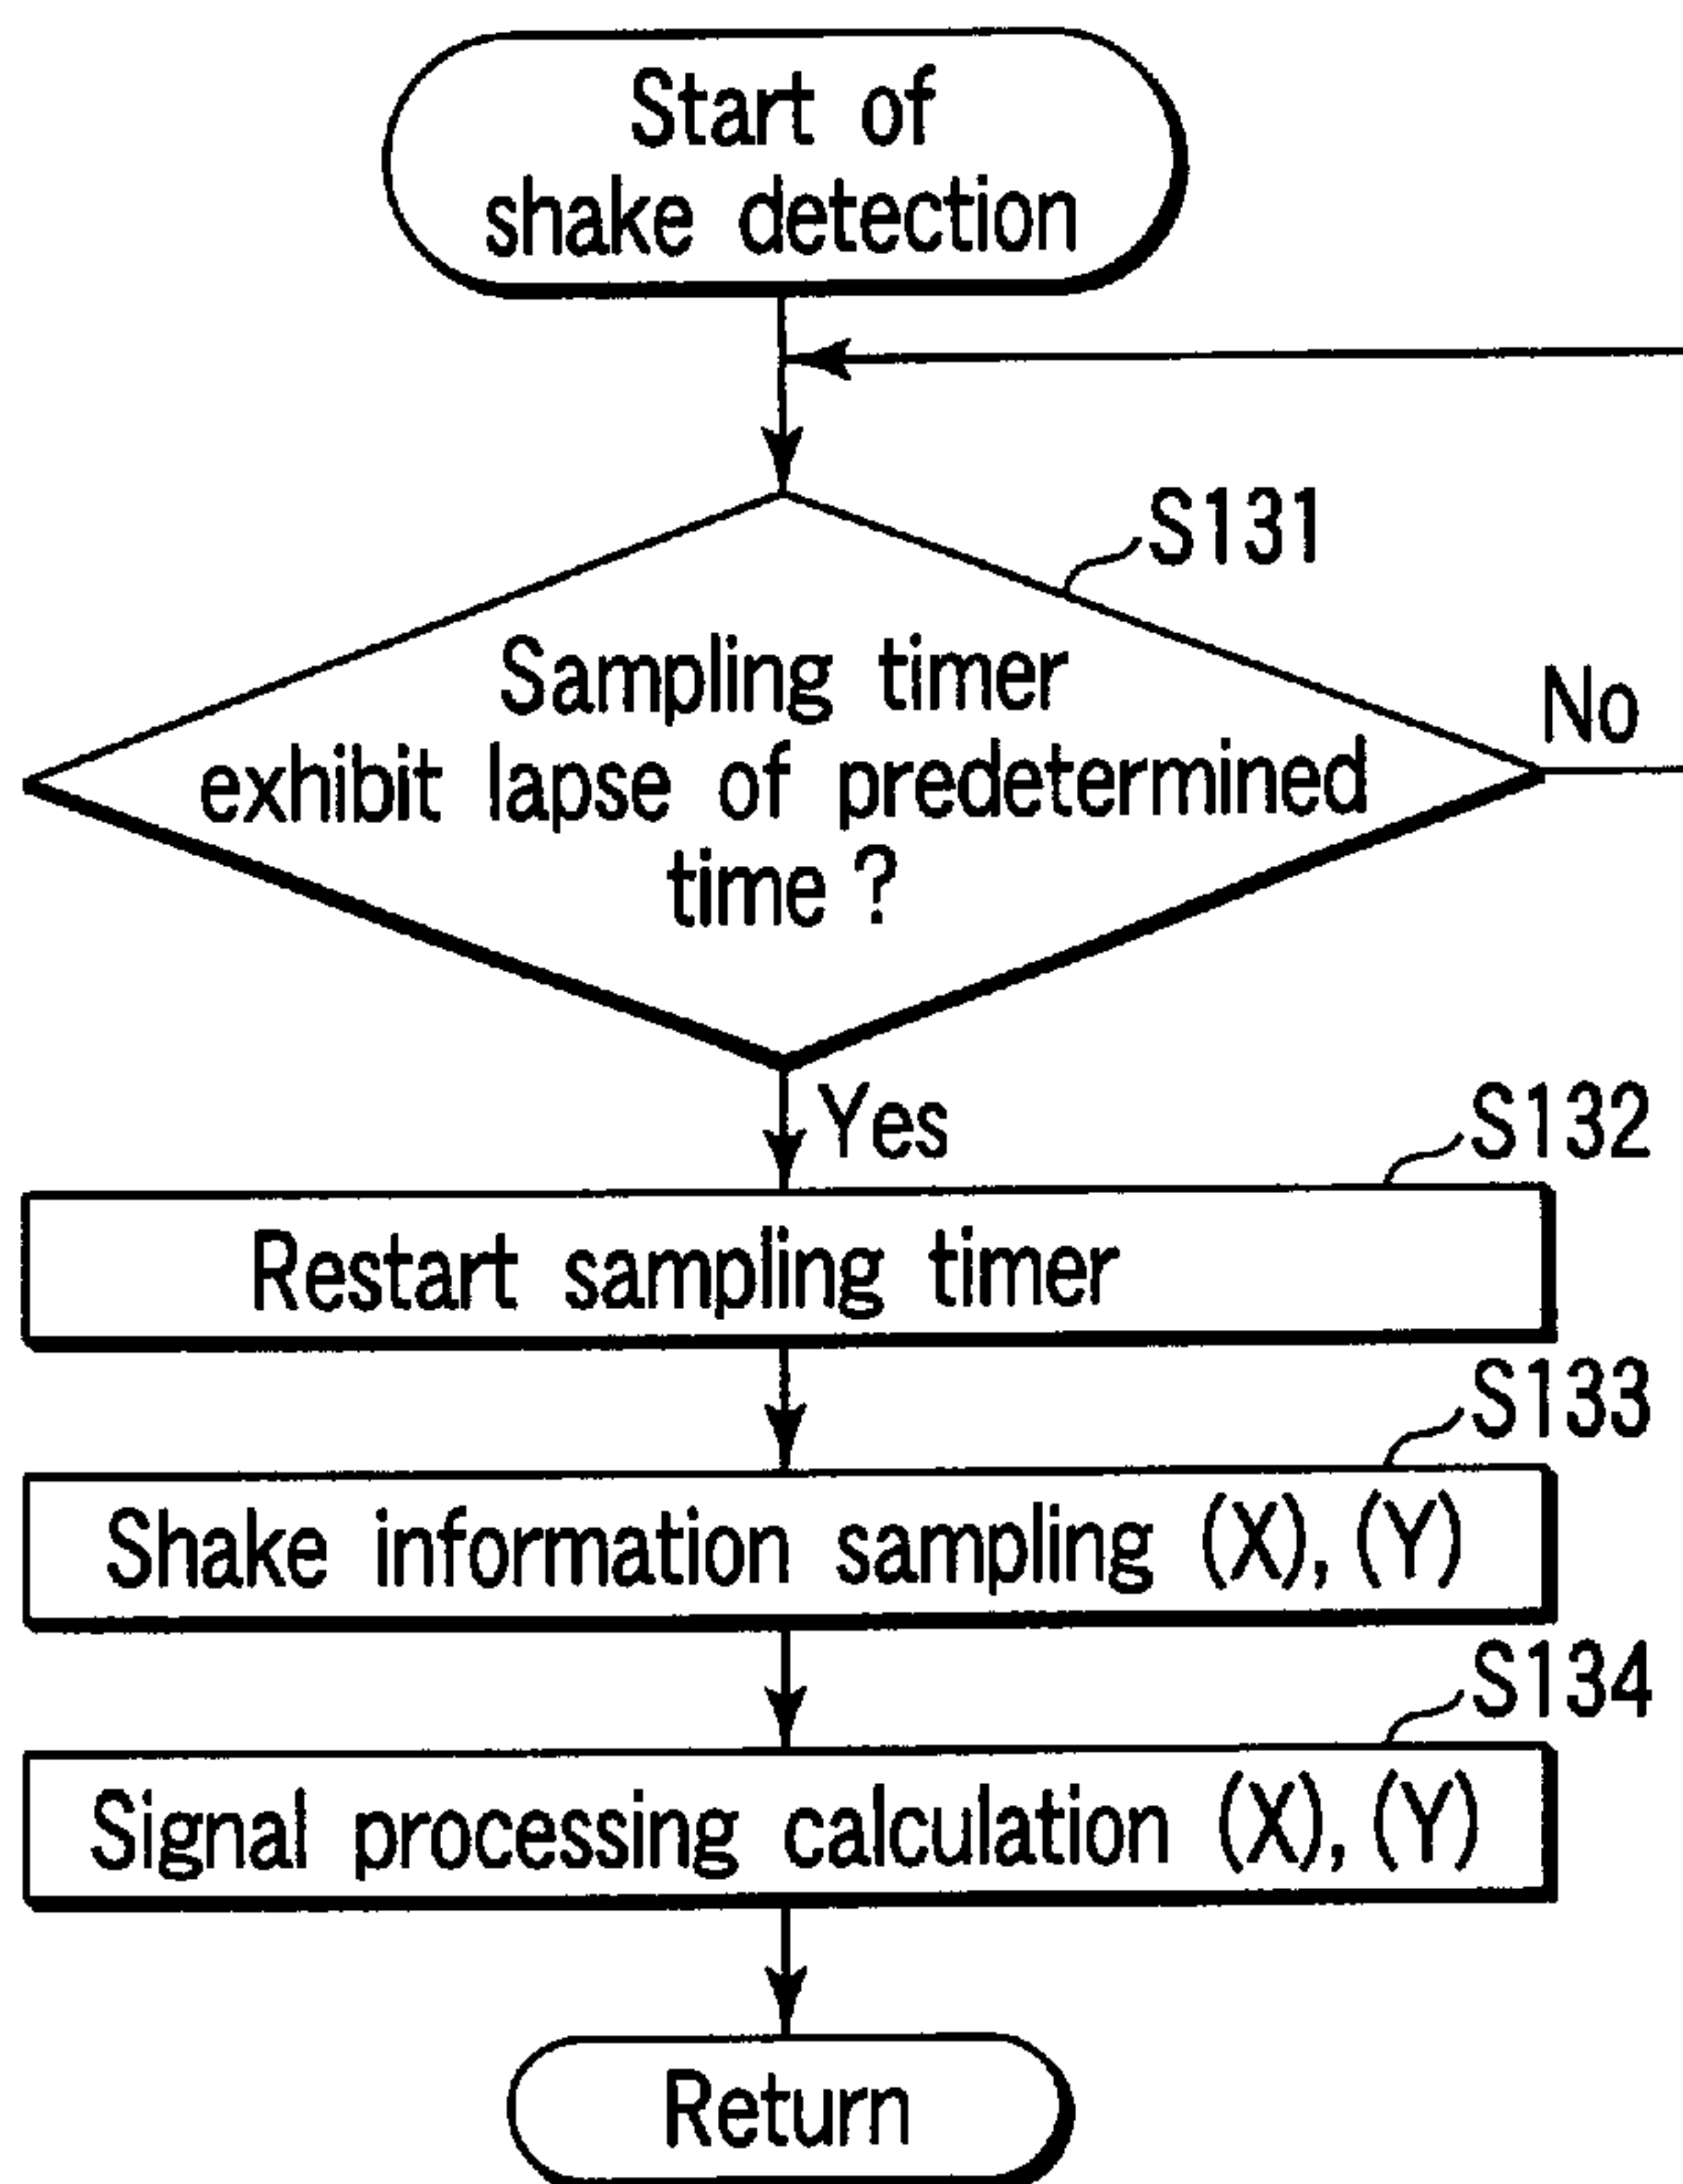 Start of
shake detection
S131
Sampling timer
exhibit lapse of predetermined
time ?
No
Yes
S132
Restart sampling timer
S133
Shake information sampling (X), (Y)
S134
Signal processing calculation (X), (Y)
Return